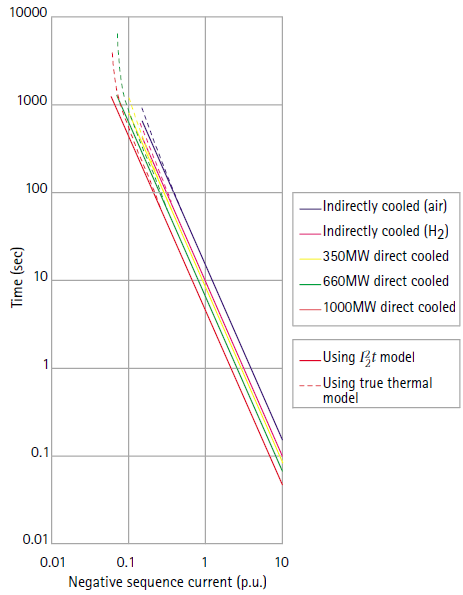 10000
1000
100
10
1
0.1
0.01
Time (sec)
0.01
0.1
1
10
Negative sequence current (p.u.)
Indirectly cooled (air)
Indirectly cooled (H2)
350MW direct cooled
660MW direct cooled
1000MW direct cooled
Using I₂²t model
Using true thermal
model